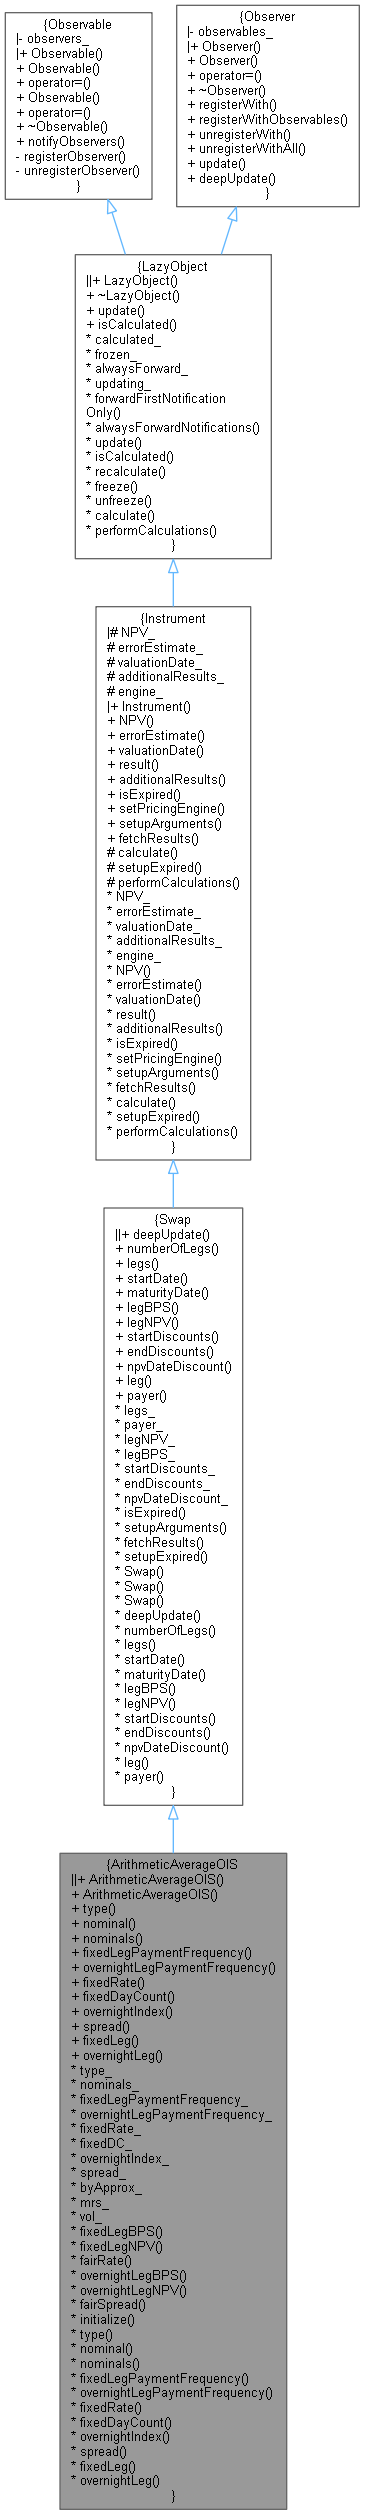 {Observable
|- observers_
|+ Observable()
+ Observable()
+ operator=()
+ Observable()
+ operator=()
+ ~Observable()
+ notifyObservers()
- registerObserver()
- unregisterObserver()
}
{Observer
|- observables_
|+ Observer()
+ Observer()
+ operator=()
+ ~Observer()
+ registerWith()
+ registerWithObservables()
+ unregisterWith()
+ unregisterWithAll()
+ update()
+ deepUpdate()
}
{LazyObject
||+ LazyObject()
+ ~LazyObject()
+ update()
+ isCalculated()
* calculated_
* frozen_
* alwaysForward_
* updating_
* forwardFirstNotification
Only()
* alwaysForwardNotifications()
* update()
* isCalculated()
* recalculate()
* freeze()
* unfreeze()
* calculate()
* performCalculations()
}
{Instrument
|# NPV_
# errorEstimate_
# valuationDate_
# additionalResults_
# engine_
|+ Instrument()
+ NPV()
+ errorEstimate()
+ valuationDate()
+ result()
+ additionalResults()
+ isExpired()
+ setPricingEngine()
+ setupArguments()
+ fetchResults()
# calculate()
# setupExpired()
# performCalculations()
* NPV_
* errorEstimate_
* valuationDate_
* additionalResults_
* engine_
* NPV()
* errorEstimate()
* valuationDate()
* result()
* additionalResults()
* isExpired()
* setPricingEngine()
* setupArguments()
* fetchResults()
* calculate()
* setupExpired()
* performCalculations()
}
{Swap
||+ deepUpdate()
+ numberOfLegs()
+ legs()
+ startDate()
+ maturityDate()
+ legBPS()
+ legNPV()
+ startDiscounts()
+ endDiscounts()
+ npvDateDiscount()
+ leg()
+ payer()
* legs_
* payer_
* legNPV_
* legBPS_
* startDiscounts_
* endDiscounts_
* npvDateDiscount_
* isExpired()
* setupArguments()
* fetchResults()
* setupExpired()
* Swap()
* Swap()
* Swap()
* deepUpdate()
* numberOfLegs()
* legs()
* startDate()
* maturityDate()
* legBPS()
* legNPV()
* startDiscounts()
* endDiscounts()
* npvDateDiscount()
* leg()
* payer()
}
{ArithmeticAverageOIS
||+ ArithmeticAverageOIS()
+ ArithmeticAverageOIS()
+ type()
+ nominal()
+ nominals()
+ fixedLegPaymentFrequency()
+ overnightLegPaymentFrequency()
+ fixedRate()
+ fixedDayCount()
+ overnightIndex()
+ spread()
+ fixedLeg()
+ overnightLeg()
* type_
* nominals_
* fixedLegPaymentFrequency_
* overnightLegPaymentFrequency_
* fixedRate_
* fixedDC_
* overnightIndex_
* spread_
* byApprox_
* mrs_
* vol_
* fixedLegBPS()
* fixedLegNPV()
* fairRate()
* overnightLegBPS()
* overnightLegNPV()
* fairSpread()
* initialize()
* type()
* nominal()
* nominals()
* fixedLegPaymentFrequency()
* overnightLegPaymentFrequency()
* fixedRate()
* fixedDayCount()
* overnightIndex()
* spread()
* fixedLeg()
* overnightLeg()
}